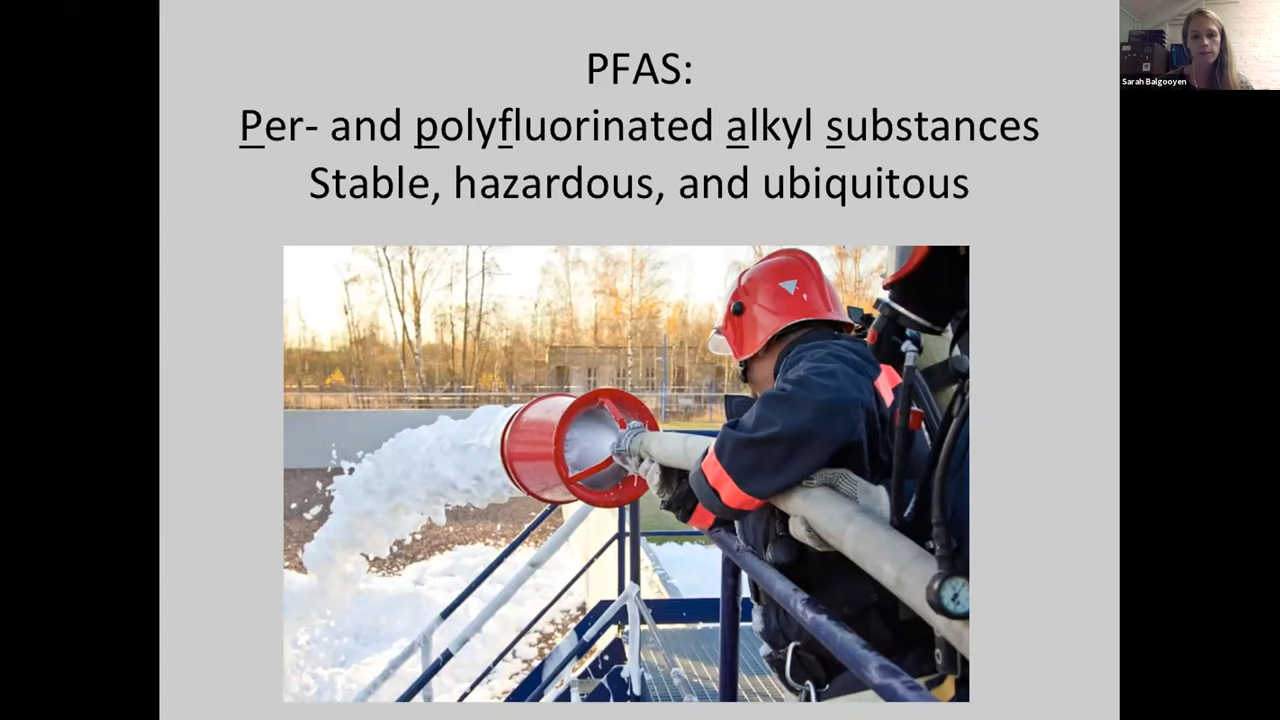 PFAS:
Per- and polyfluorinated alkyl substances
Stable, hazardous, and ubiquitous
Sarah Balgooyen